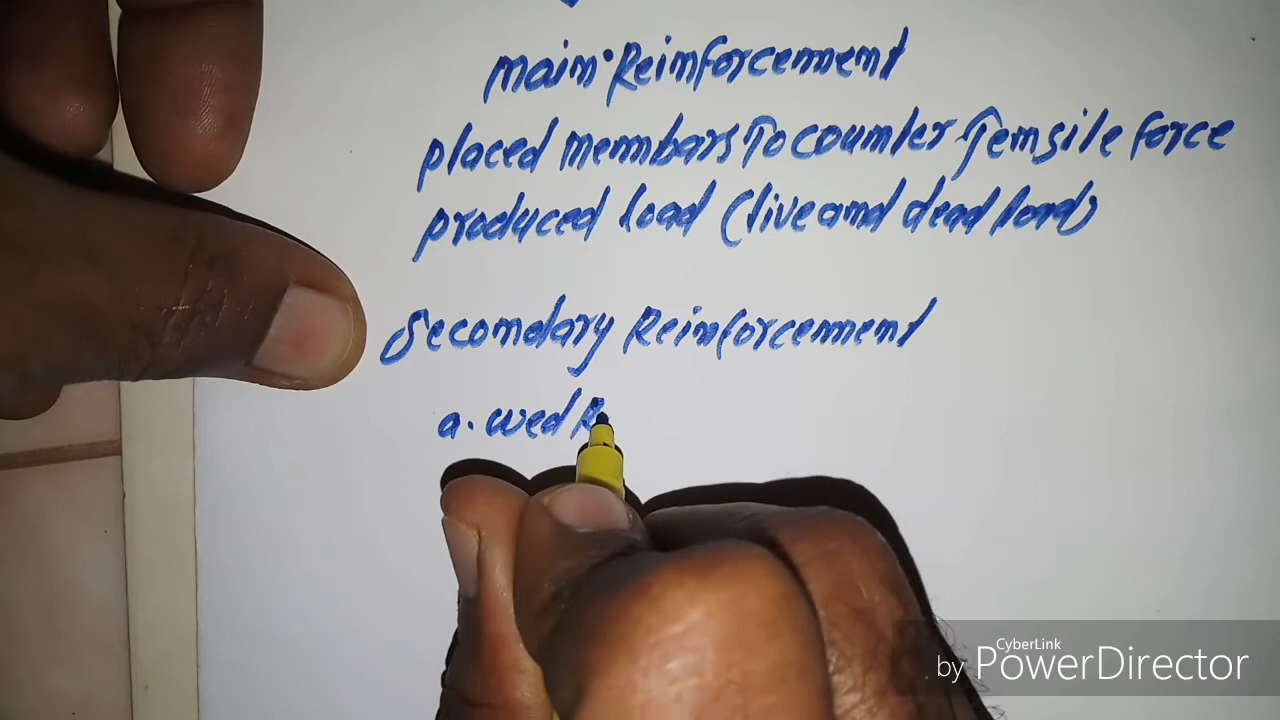 Main Reinforcement
placed membars To counter Tensile force
produced load (live and dead load)
Secondary Reinforcement
a. wed R
CyberLink
by PowerDirector